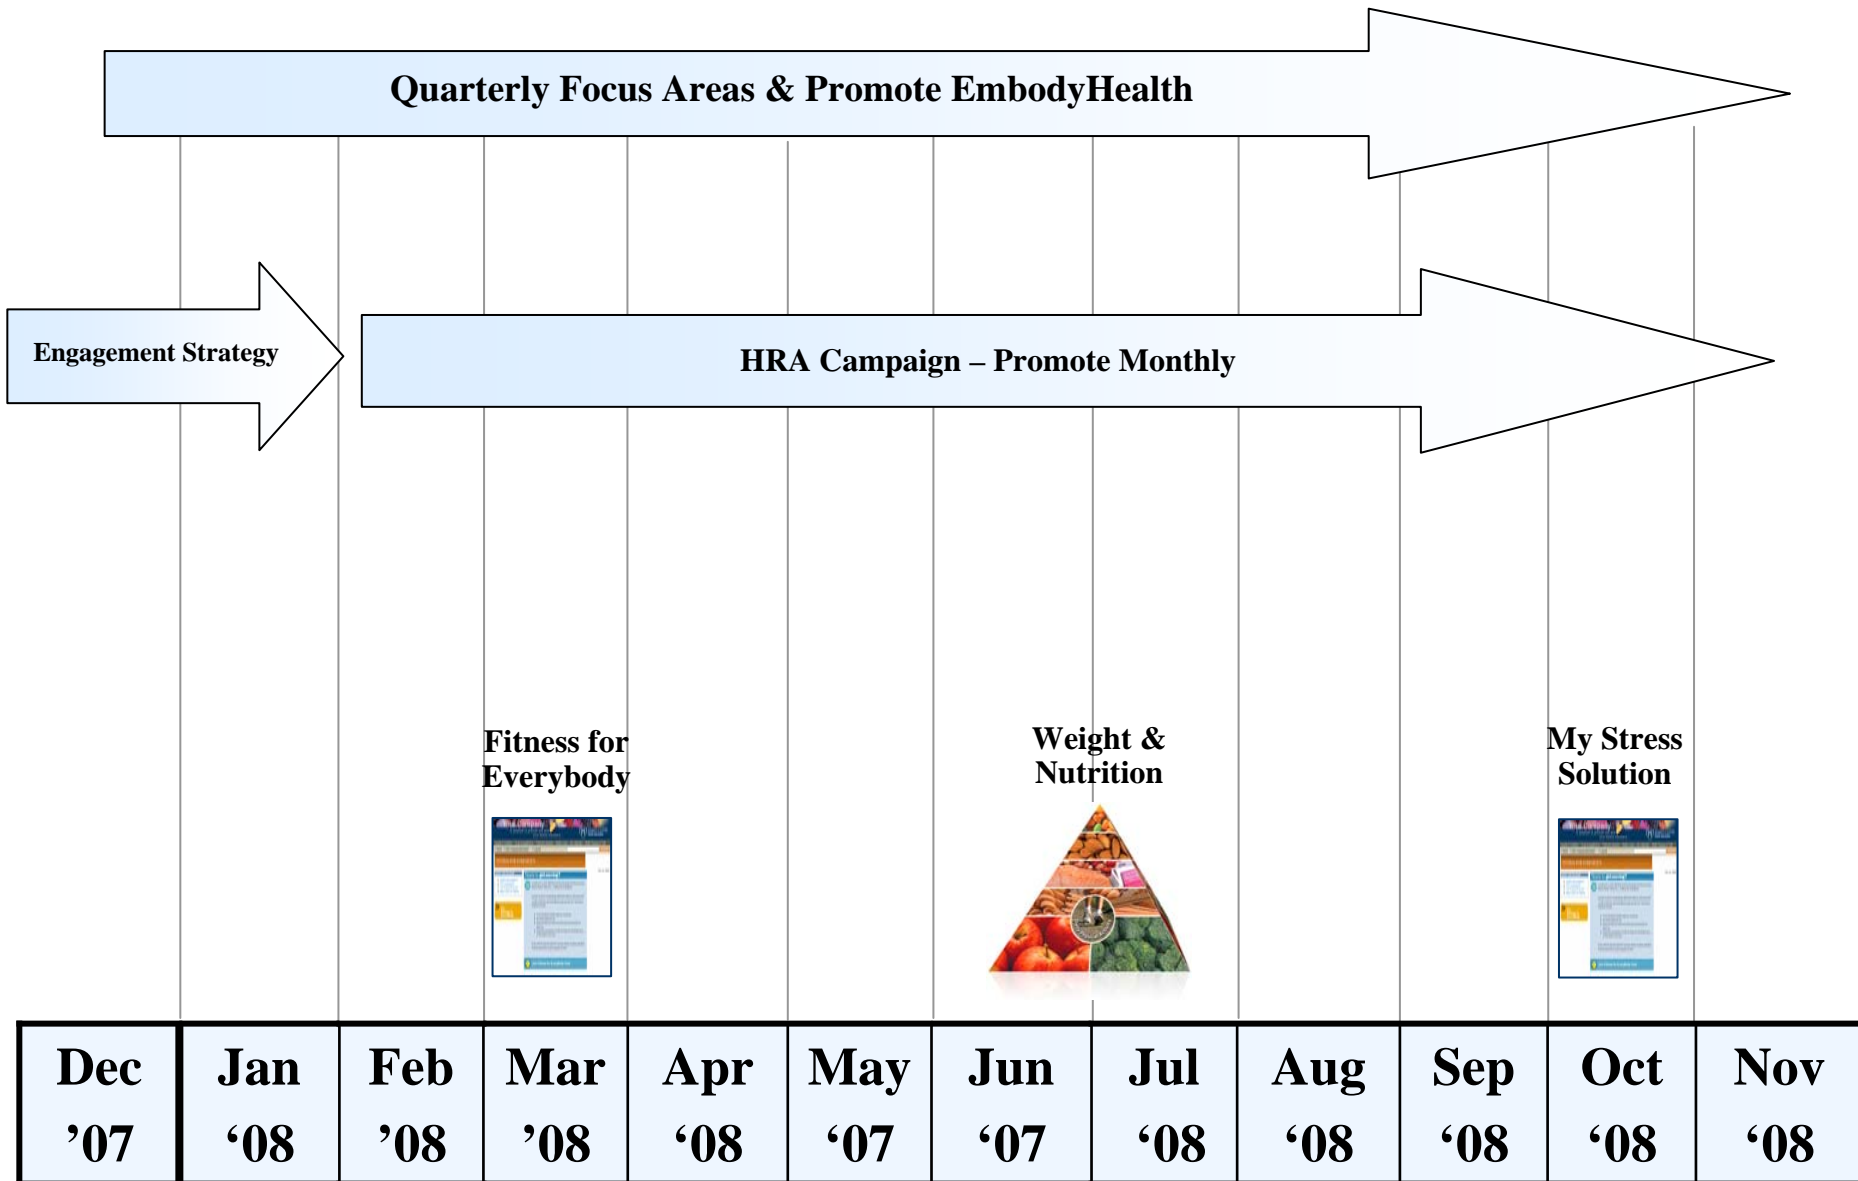 Quarterly Focus Areas & Promote EmbodyHealth
Engagement Strategy
HRA Campaign – Promote Monthly
Fitness for
Everybody
Weight &
Nutrition
My Stress
Solution
Dec Jan Feb Mar Apr May Jun Jul Aug Sep Oct Nov
’07 ‘08 ’08 ’08 ‘08 ‘07 ‘07 ‘08 ‘08 ‘08 ‘08 ‘08